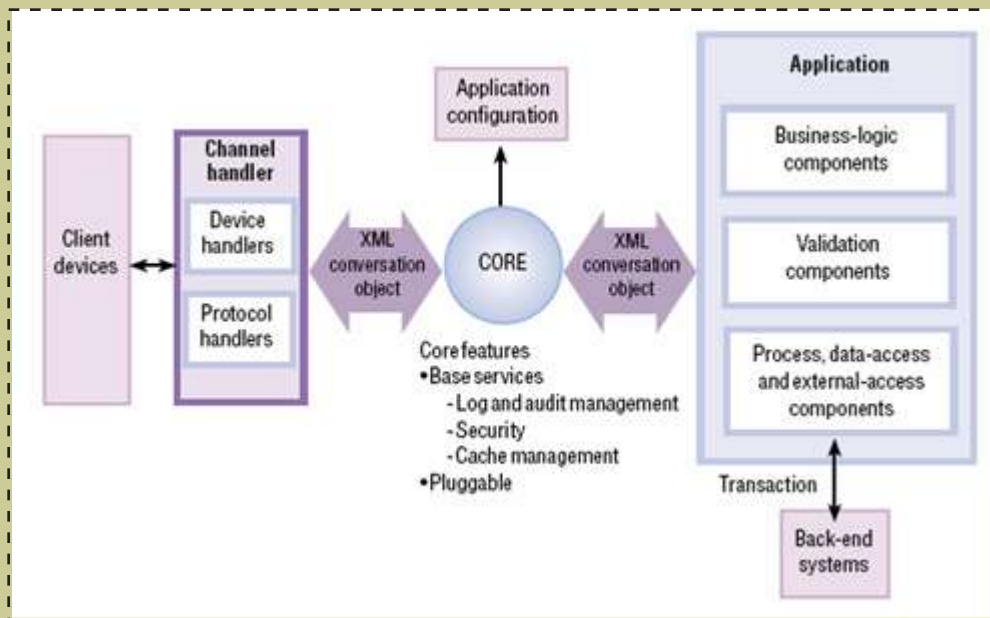 Client
devices
Channel
handler
Device
handlers
Protocol
handlers
XML
conversation
object
Application
configuration
CORE
Core features
•Base services
-Log and audit management
-Security
-Cache management
•Pluggable
XML
conversation
object
Application
Business-logic
components
Validation
components
Process, data-access
and external-access
components
Transaction
Back-end
systems